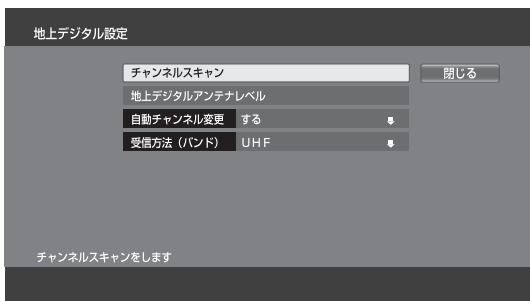 地上デジタル設定
チャンネルスキャン 閉じる
地上デジタルアンテナレベル
自動チャンネル変更 する
受信方法（バンド） UHF
チャンネルスキャンをします